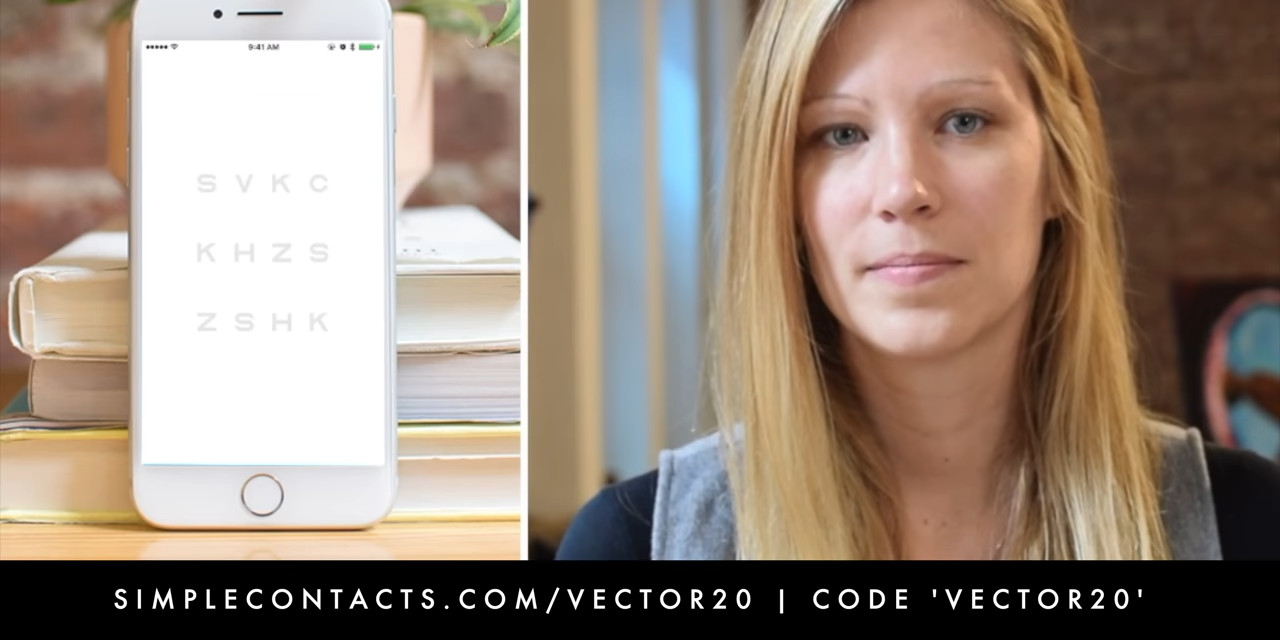 9:41 AM
S V K C
K H Z S
Z S H K
SIMPLECONTACTS.COM/VECTOR20 | CODE 'VECTOR20'